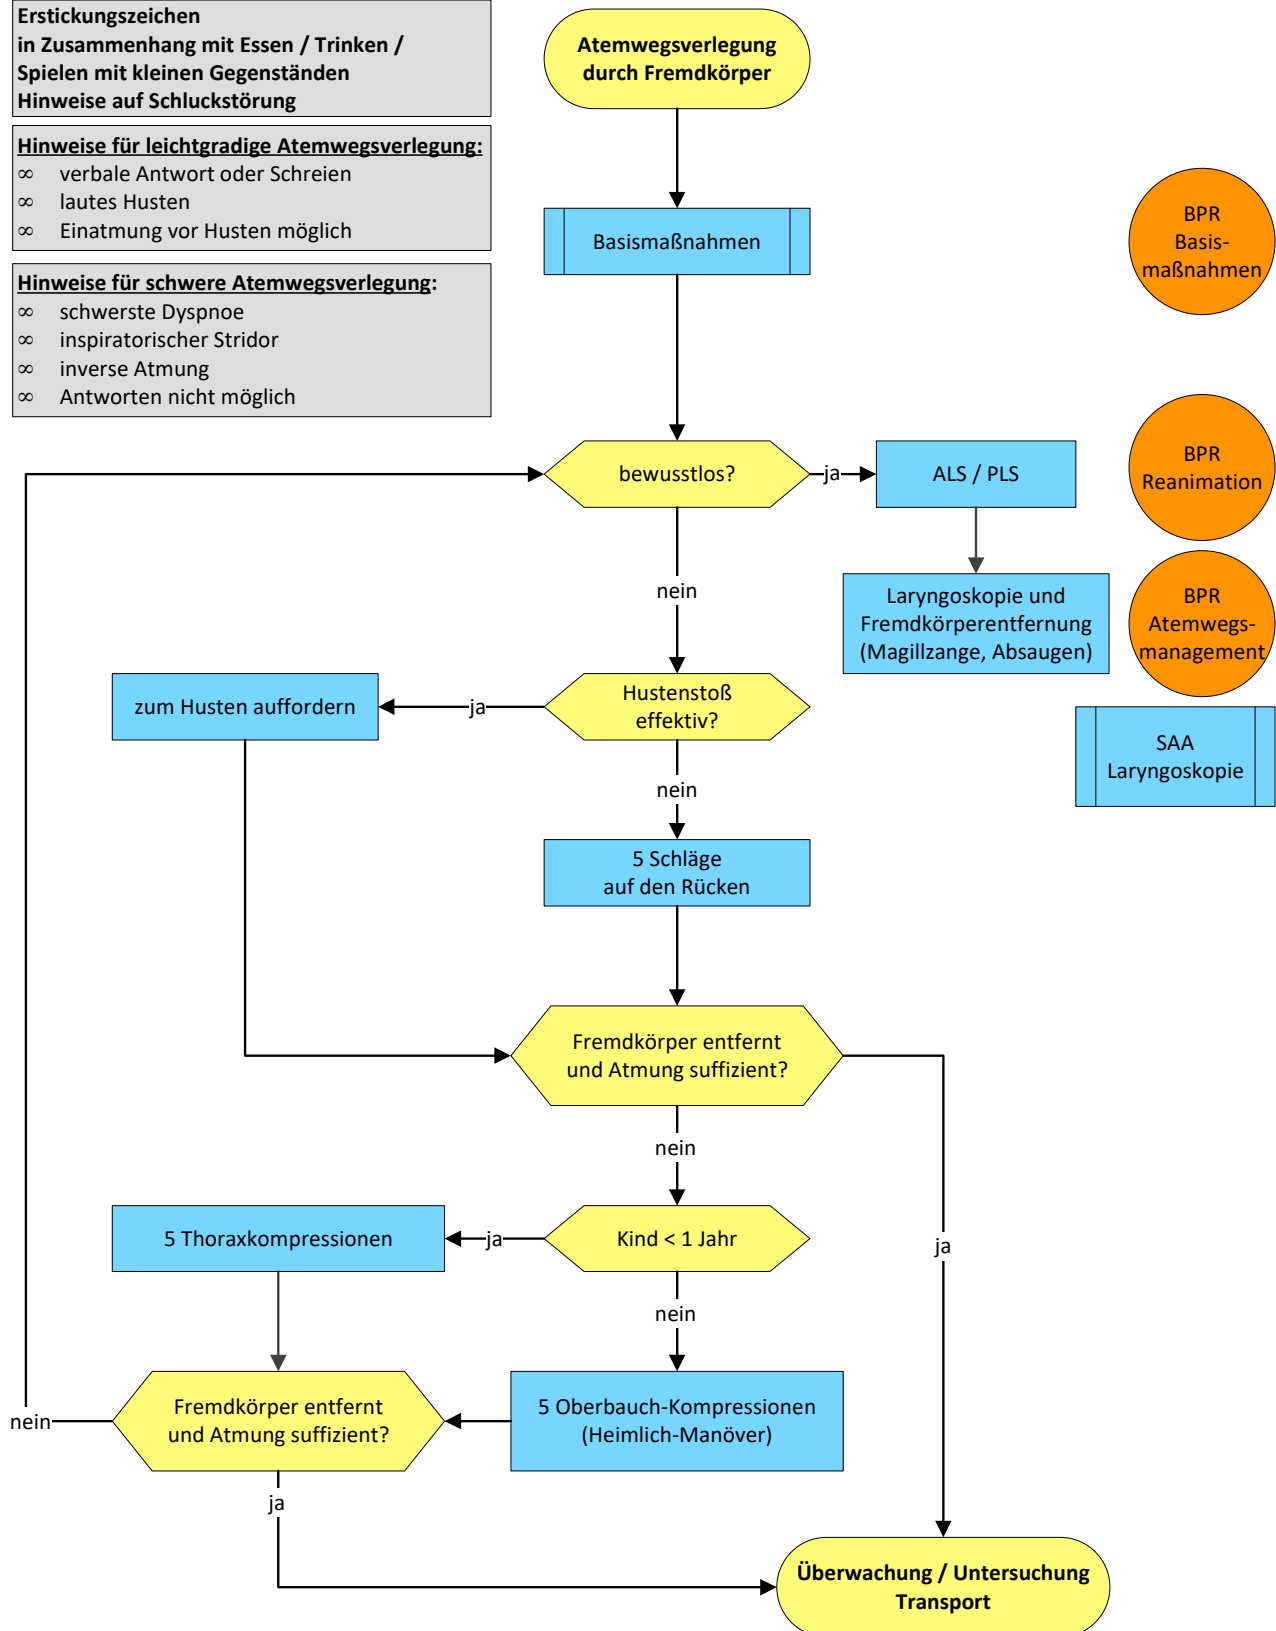 Erstickungszeichen
in Zusammenhang mit Essen / Trinken /
Spielen mit kleinen Gegenständen
Hinweise auf Schluckstörung
Hinweise für leichtgradige Atemwegsverlegung:
∞ verbale Antwort oder Schreien
∞ lautes Husten
∞ Einatmung vor Husten möglich
Hinweise für schwere Atemwegsverlegung:
∞ schwerste Dyspnoe
∞ inspiratorischer Stridor
∞ inverse Atmung
∞ Antworten nicht möglich
Atemwegsverlegung
durch Fremdkörper
Basismaßnahmen
BPR
Basis-
maßnahmen
bewusstlos?
ja
ALS / PLS
BPR
Reanimation
nein
Laryngoskopie und
Fremdkörperentfernung
(Magillzange, Absaugen)
BPR
Atemwegs-
management
zum Husten auffordern
ja
Hustenstoß
effektiv?
SAA
Laryngoskopie
nein
5 Schläge
auf den Rücken
Fremdkörper entfernt
und Atmung suffizient?
nein
ja
5 Thoraxkompressionen
ja
Kind < 1 Jahr
nein
nein
Fremdkörper entfernt
und Atmung suffizient?
5 Oberbauch-Kompressionen
(Heimlich-Manöver)
ja
Überwachung / Untersuchung
Transport